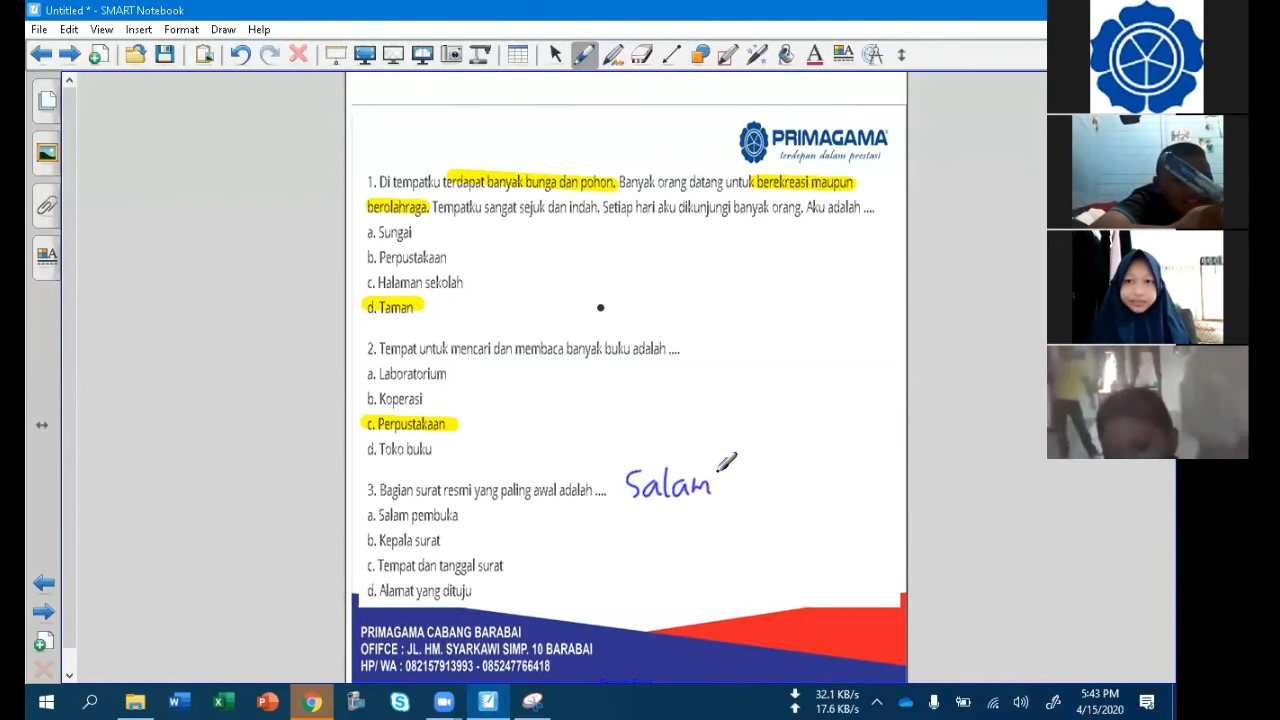 Untitled * - SMART Notebook
File Edit View Insert Format Draw Help
PRIMAGAMA
terdepan dalam prestasi
1. Di tempatku terdapat banyak bunga dan pohon. Banyak orang datang untuk berekreasi maupun
berolahraga. Tempatku sangat sejuk dan indah. Setiap hari aku dikunjungi banyak orang. Aku adalah ....
a. Sungai
b. Perpustakaan
c. Halaman sekolah
d. Taman
2. Tempat untuk mencari dan membaca banyak buku adalah ....
a. Laboratorium
b. Koperasi
c. Perpustakaan
d. Toko buku
3. Bagian surat resmi yang paling awal adalah .... Salam
a. Salam pembuka
b. Kepala surat
c. Tempat dan tanggal surat
d. Alamat yang dituju
PRIMAGAMA CABANG BARABAI
OFIFCE : JL. HM. SYARKAWI SIMP. 10 BARABAI
HP/ WA : 082157913993 - 085247766418
32.1 KB/s
17.6 KB/s
5:43 PM
4/15/2020